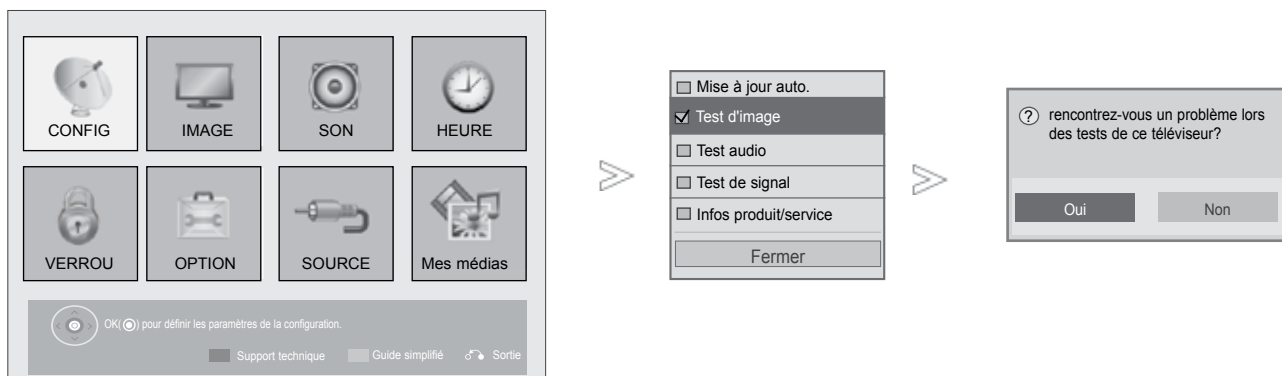 CONFIG
IMAGE
SON
HEURE
VERROU
OPTION
SOURCE
Mes médias
OK( ) pour définir les paramètres de la configuration.
Support technique
Guide simplifié
Sortie
Mise à jour auto.
Test d'image
Test audio
Test de signal
Infos produit/service
Fermer
? rencontrez-vous un problème lors
des tests de ce téléviseur?
Oui
Non